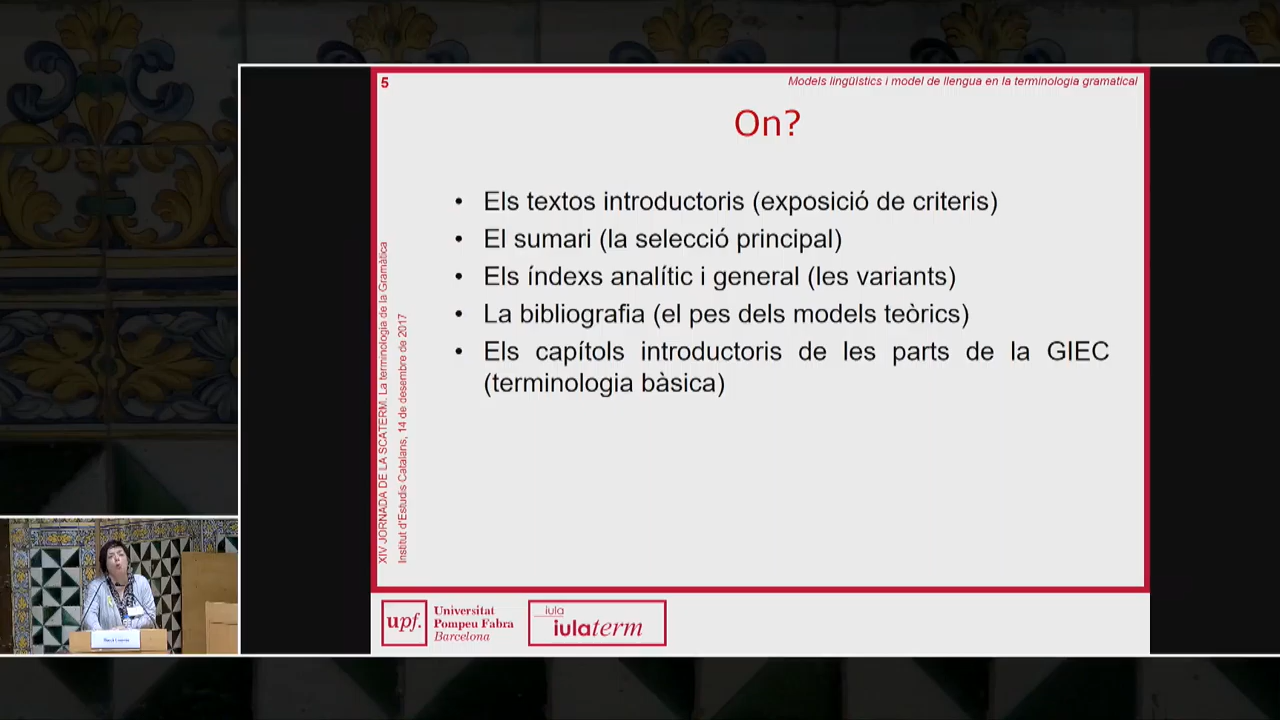 5
Models lingüístics i model de llengua en la terminologia gramatical
On?
• Els textos introductoris (exposició de criteris)
• El sumari (la selecció principal)
• Els índexs analític i general (les variants)
• La bibliografia (el pes dels models teòrics)
• Els capítols introductoris de les parts de la GIEC
(terminologia bàsica)
XIV JORNADA DE LA SCATERM. La terminologia de la Gramàtica
Institut d'Estudis Catalans, 14 de desembre de 2017
upf.
Universitat
Pompeu Fabra
Barcelona
iula
iulaterm